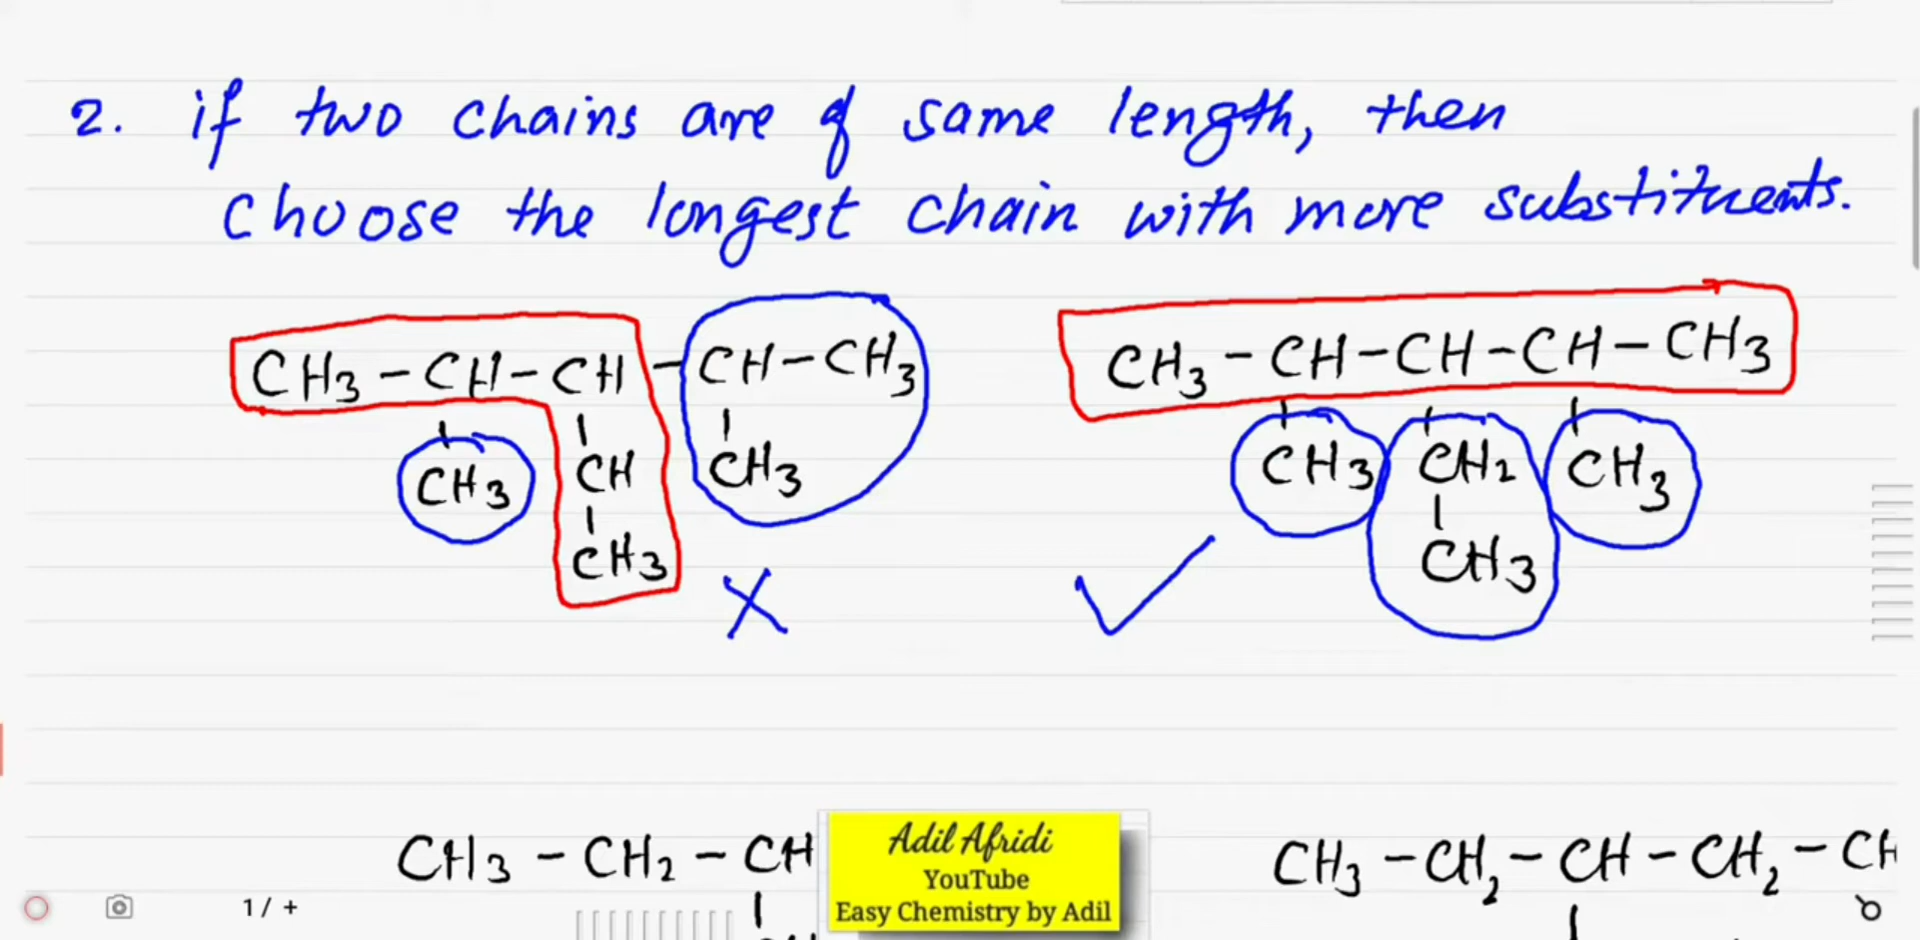 2. if two chains are of same length, then
choose the longest chain with more substituents.
CH3 - CH - CH - CH - CH3
CH3 CH CH3
CH3
X
CH3 - CH - CH - CH - CH3
CH3 CH2 CH3
CH3
✓
CH3 - CH2 - CH
CH3 - CH2 - CH - CH2 - CH
Adil Afridi
YouTube
Easy Chemistry by Adil
1 / +